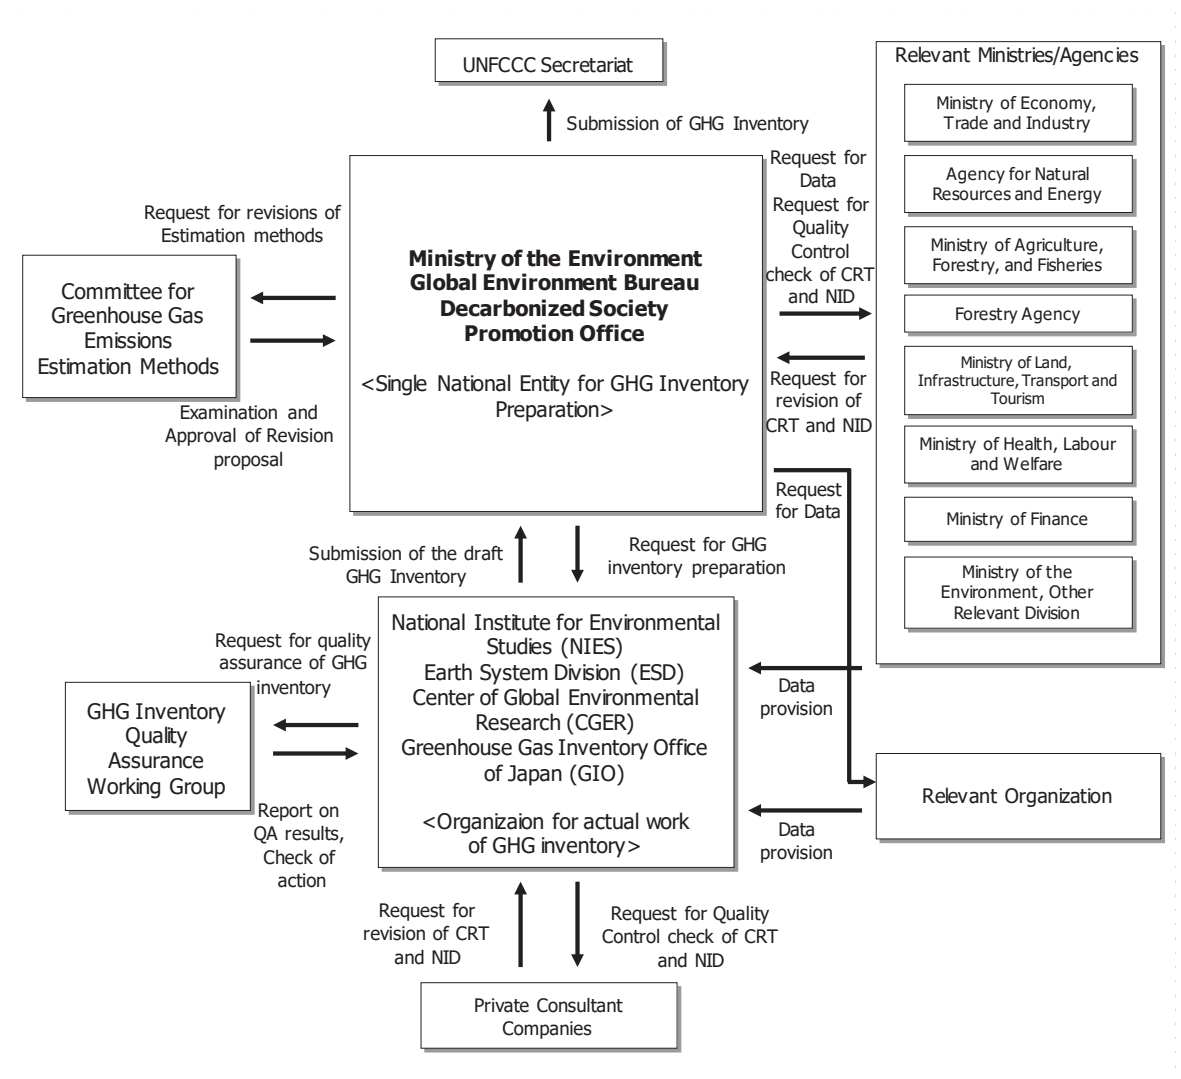 UNFCCC Secretariat
Submission of GHG Inventory
Request for revisions of
Estimation methods
Committee for
Greenhouse Gas
Emissions
Estimation Methods
Examination and
Approval of Revision
proposal
Ministry of the Environment
Global Environment Bureau
Decarbonized Society
Promotion Office
<Single National Entity for GHG Inventory
Preparation>
Request for
Data
Request for
Quality
Control
check of CRT
and NID
Request for
revision of
CRT and NID
Request
for Data
Relevant Ministries/Agencies
Ministry of Economy,
Trade and Industry
Agency for Natural
Resources and Energy
Ministry of Agriculture,
Forestry, and Fisheries
Forestry Agency
Ministry of Land,
Infrastructure, Transport and
Tourism
Ministry of Health, Labour
and Welfare
Ministry of Finance
Ministry of the
Environment, Other
Relevant Division
Submission of the draft
GHG Inventory
Request for GHG
inventory preparation
Request for quality
assurance of GHG
inventory
GHG Inventory
Quality
Assurance
Working Group
Report on
QA results,
Check of
action
National Institute for Environmental
Studies (NIES)
Earth System Division (ESD)
Center of Global Environmental
Research (CGER)
Greenhouse Gas Inventory Office
of Japan (GIO)
<Organizaion for actual work
of GHG inventory>
Data
provision
Relevant Organization
Data
provision
Request for
revision of CRT
and NID
Request for Quality
Control check of CRT
and NID
Private Consultant
Companies